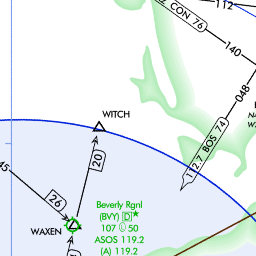 112
CON 76
140
048
112.7 BOS 74
WITCH
20
45
26
WAXEN
Beverly Rgnl
(BVY) D*
107 50
ASOS 119.2
(A) 119.2